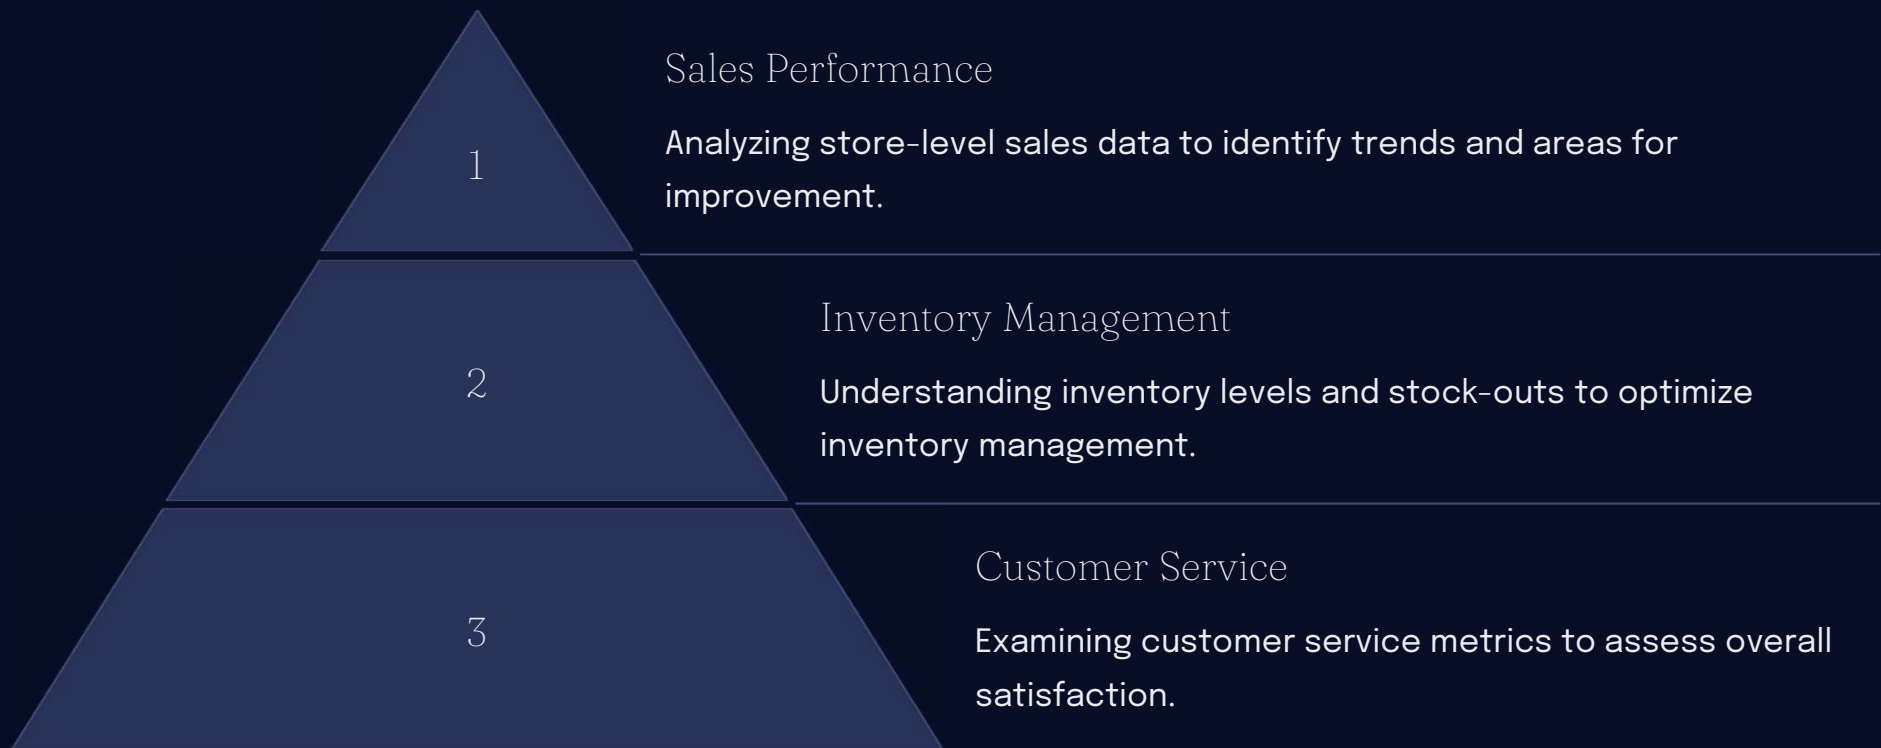 1
Sales Performance
Analyzing store-level sales data to identify trends and areas for
improvement.
2
Inventory Management
Understanding inventory levels and stock-outs to optimize
inventory management.
3
Customer Service
Examining customer service metrics to assess overall
satisfaction.